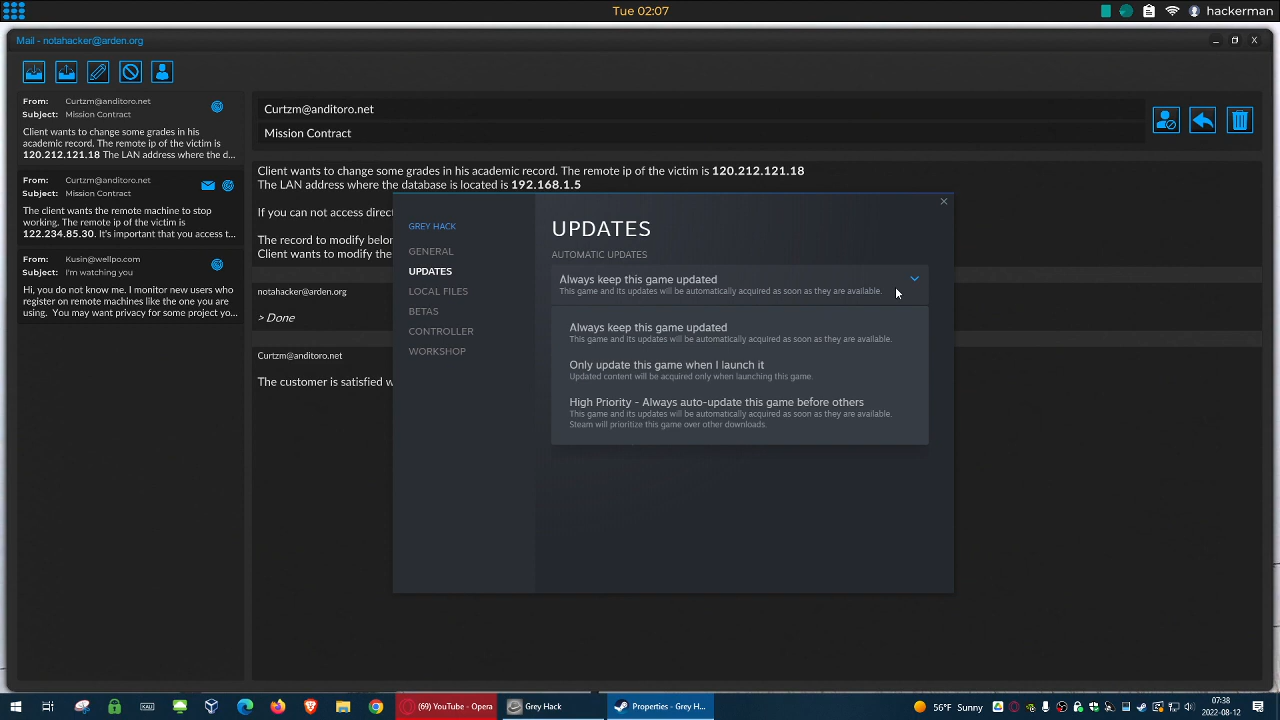 Tue 02:07
hackerman
Mail - notahacker@arden.org
From: Curtzm@anditoro.net
Subject: Mission Contract
Client wants to change some grades in his
academic record. The remote ip of the victim is
120.212.121.18 The LAN address where the d...
From: Curtzm@anditoro.net
Subject: Mission Contract
The client wants the remote machine to stop
working. The remote ip of the victim is
122.234.85.30. It's important that you access t...
From: Kusin@wellpo.com
Subject: I'm watching you
Hi, you do not know me. I monitor new users who
register on remote machines like the one you are
using. You may want privacy for some project yo...
Curtzm@anditoro.net
Mission Contract
Client wants to change some grades in his academic record. The remote ip of the victim is 120.212.121.18
The LAN address where the database is located is 192.168.1.5
If you can not access direct
The record to modify belon
Client wants to modify the
notahacker@arden.org
> Done
Curtzm@anditoro.net
The customer is satisfied w
GREY HACK
GENERAL
UPDATES
LOCAL FILES
BETAS
CONTROLLER
WORKSHOP
UPDATES
AUTOMATIC UPDATES
Always keep this game updated
This game and its updates will be automatically acquired as soon as they are available.
Always keep this game updated
This game and its updates will be automatically acquired as soon as they are available.
Only update this game when I launch it
Updated content will be acquired only when launching this game.
High Priority - Always auto-update this game before others
This game and its updates will be automatically acquired as soon as they are available.
Steam will prioritize this game over other downloads.
KALI
(69) YouTube - Opera
Grey Hack
Properties - Grey H...
56°F Sunny
07:38
2022-08-12